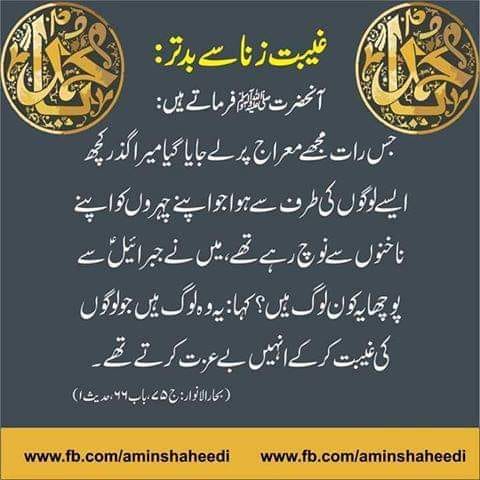 غیبت زنا سے بدتر:
آنحضرت ﷺ فرماتے ہیں:
جس رات مجھے معراج پر لے جایا گیا میرا گذر کچھ
ایسے لوگوں کی طرف سے ہوا جو اپنے چہروں کو اپنے
ناخنوں سے نوچ رہے تھے، میں نے جبرائیلؑ سے
پوچھا یہ کون لوگ ہیں؟ کہا: یہ وہ لوگ ہیں جو لوگوں
کی غیبت کر کے انہیں بے عزت کرتے تھے۔
(بحار الانوار: ج ۷۵، باب ۶۶، حدیث ۱)
www.fb.com/aminshaheedi www.fb.com/aminshaheedi